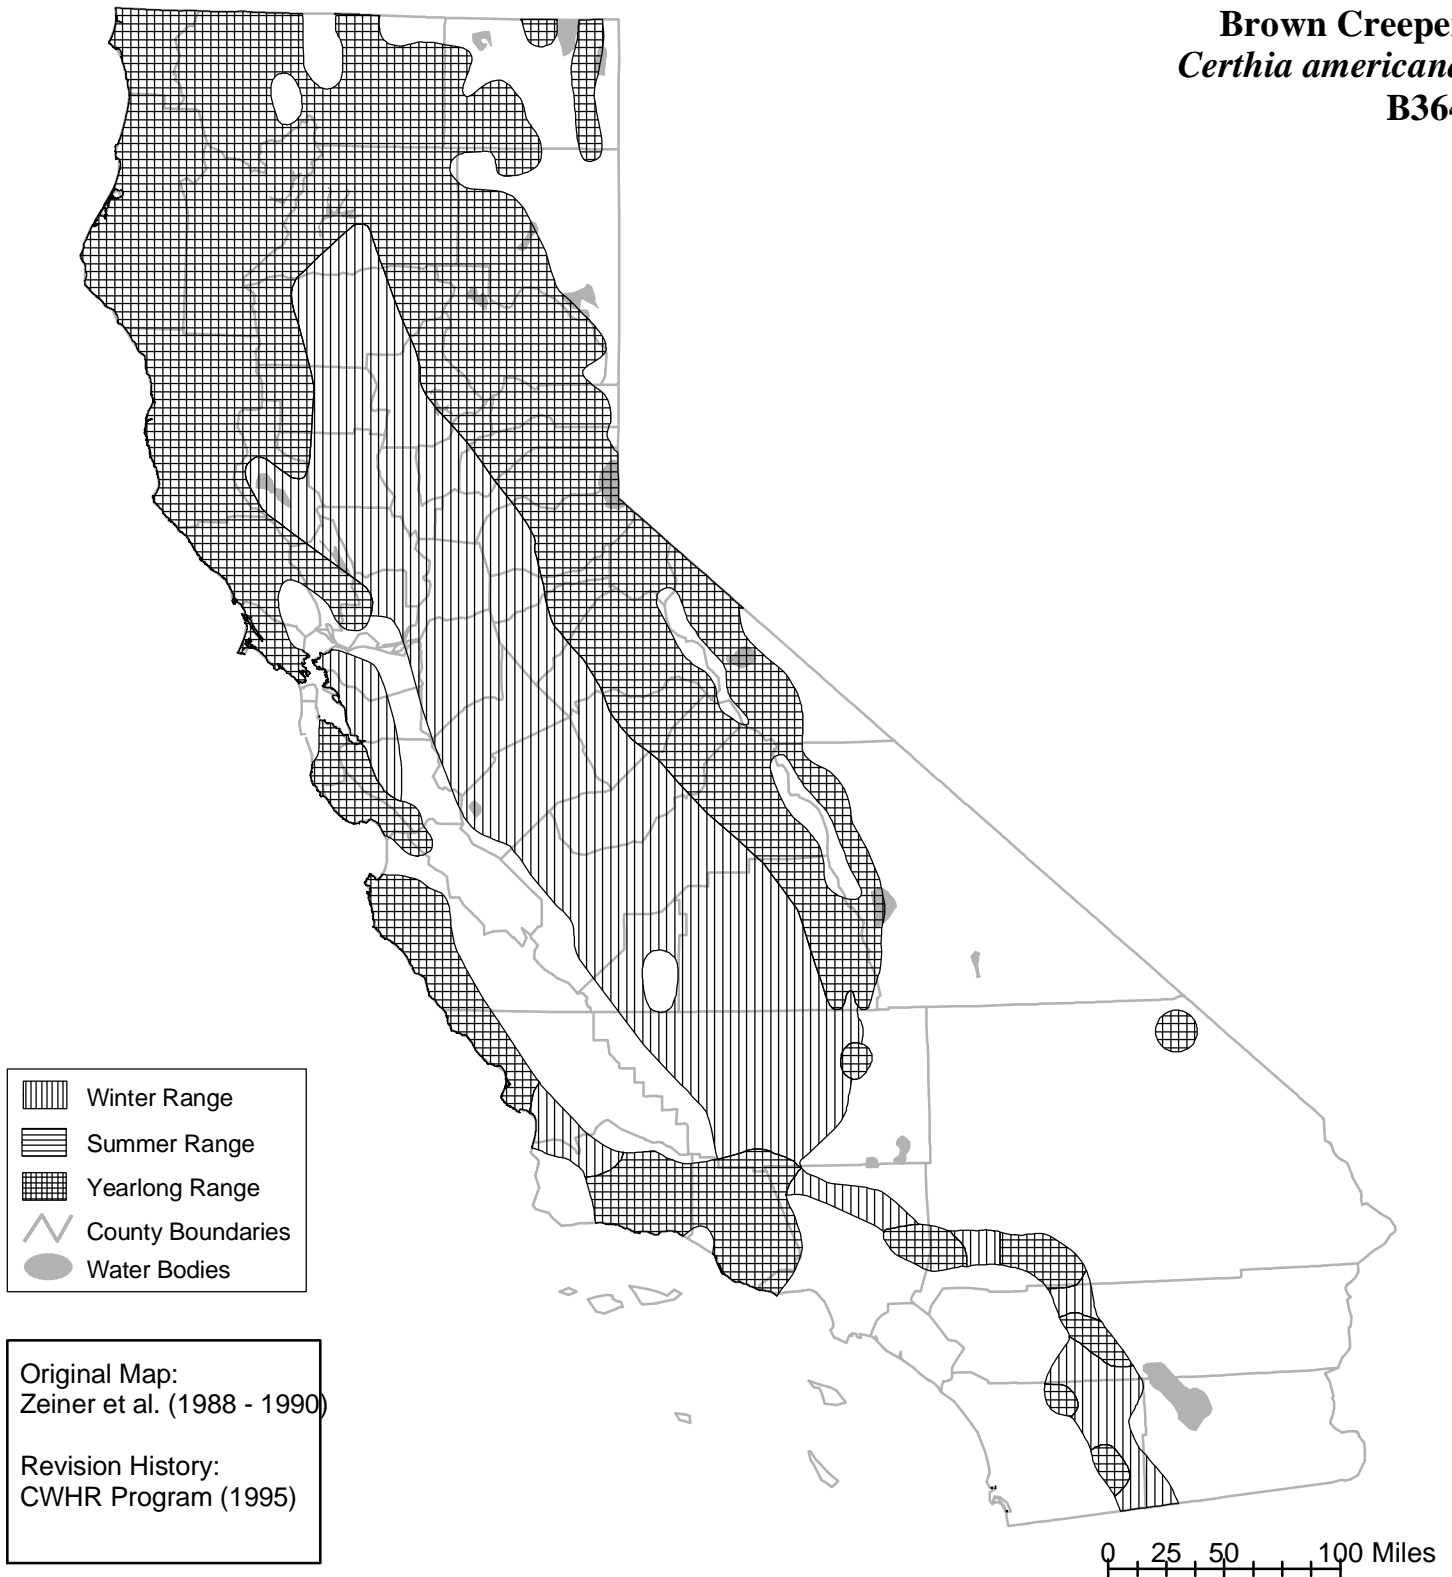 Brown Creeper
Certhia americana
B364
Winter Range
Summer Range
Yearlong Range
County Boundaries
Water Bodies
Original Map:
Zeiner et al. (1988 - 1990)
Revision History:
CWHR Program (1995)
0 25 50 100 Miles